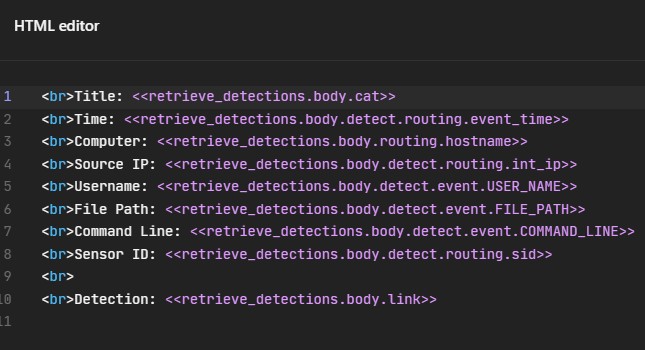 HTML editor
1 <br>Title: <<retrieve_detections.body.cat>>
2 <br>Time: <<retrieve_detections.body.detect.routing.event_time>>
3 <br>Computer: <<retrieve_detections.body.routing.hostname>>
4 <br>Source IP: <<retrieve_detections.body.detect.routing.int_ip>>
5 <br>Username: <<retrieve_detections.body.detect.event.USER_NAME>>
6 <br>File Path: <<retrieve_detections.body.detect.event.FILE_PATH>>
7 <br>Command Line: <<retrieve_detections.body.detect.event.COMMAND_LINE>>
8 <br>Sensor ID: <<retrieve_detections.body.detect.routing.sid>>
9 <br>
10 <br>Detection: <<retrieve_detections.body.link>>
11